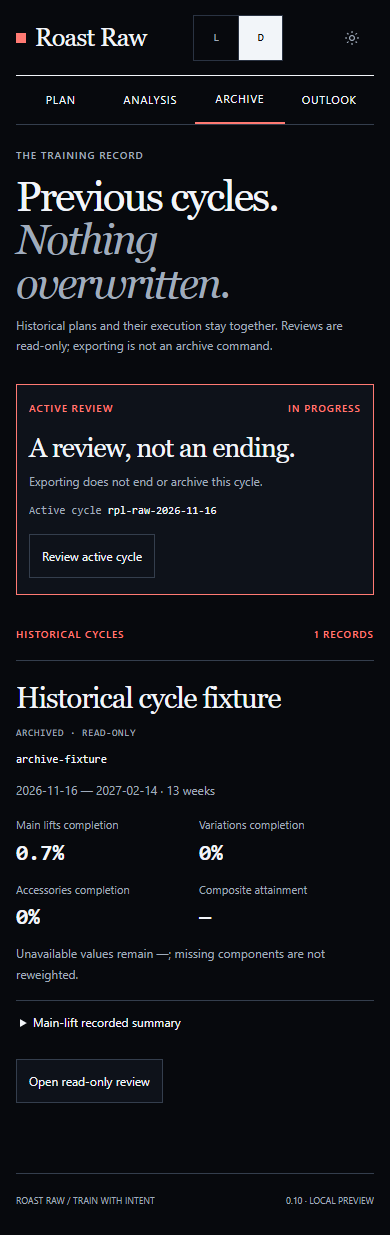 Roast Raw
L D
PLAN ANALYSIS ARCHIVE OUTLOOK
THE TRAINING RECORD
Previous cycles.
Nothing
overwritten.
Historical plans and their execution stay together. Reviews are
read-only; exporting is not an archive command.
ACTIVE REVIEW IN PROGRESS
A review, not an ending.
Exporting does not end or archive this cycle.
Active cycle rpl-raw-2026-11-16
Review active cycle
HISTORICAL CYCLES 1 RECORDS
Historical cycle fixture
ARCHIVED · READ-ONLY
archive-fixture
2026-11-16 — 2027-02-14 · 13 weeks
Main lifts completion Variations completion
0.7% 0%
Accessories completion Composite attainment
0% —
Unavailable values remain —; missing components are not
reweighted.
Main-lift recorded summary
Open read-only review
ROAST RAW / TRAIN WITH INTENT 0.10 · LOCAL PREVIEW